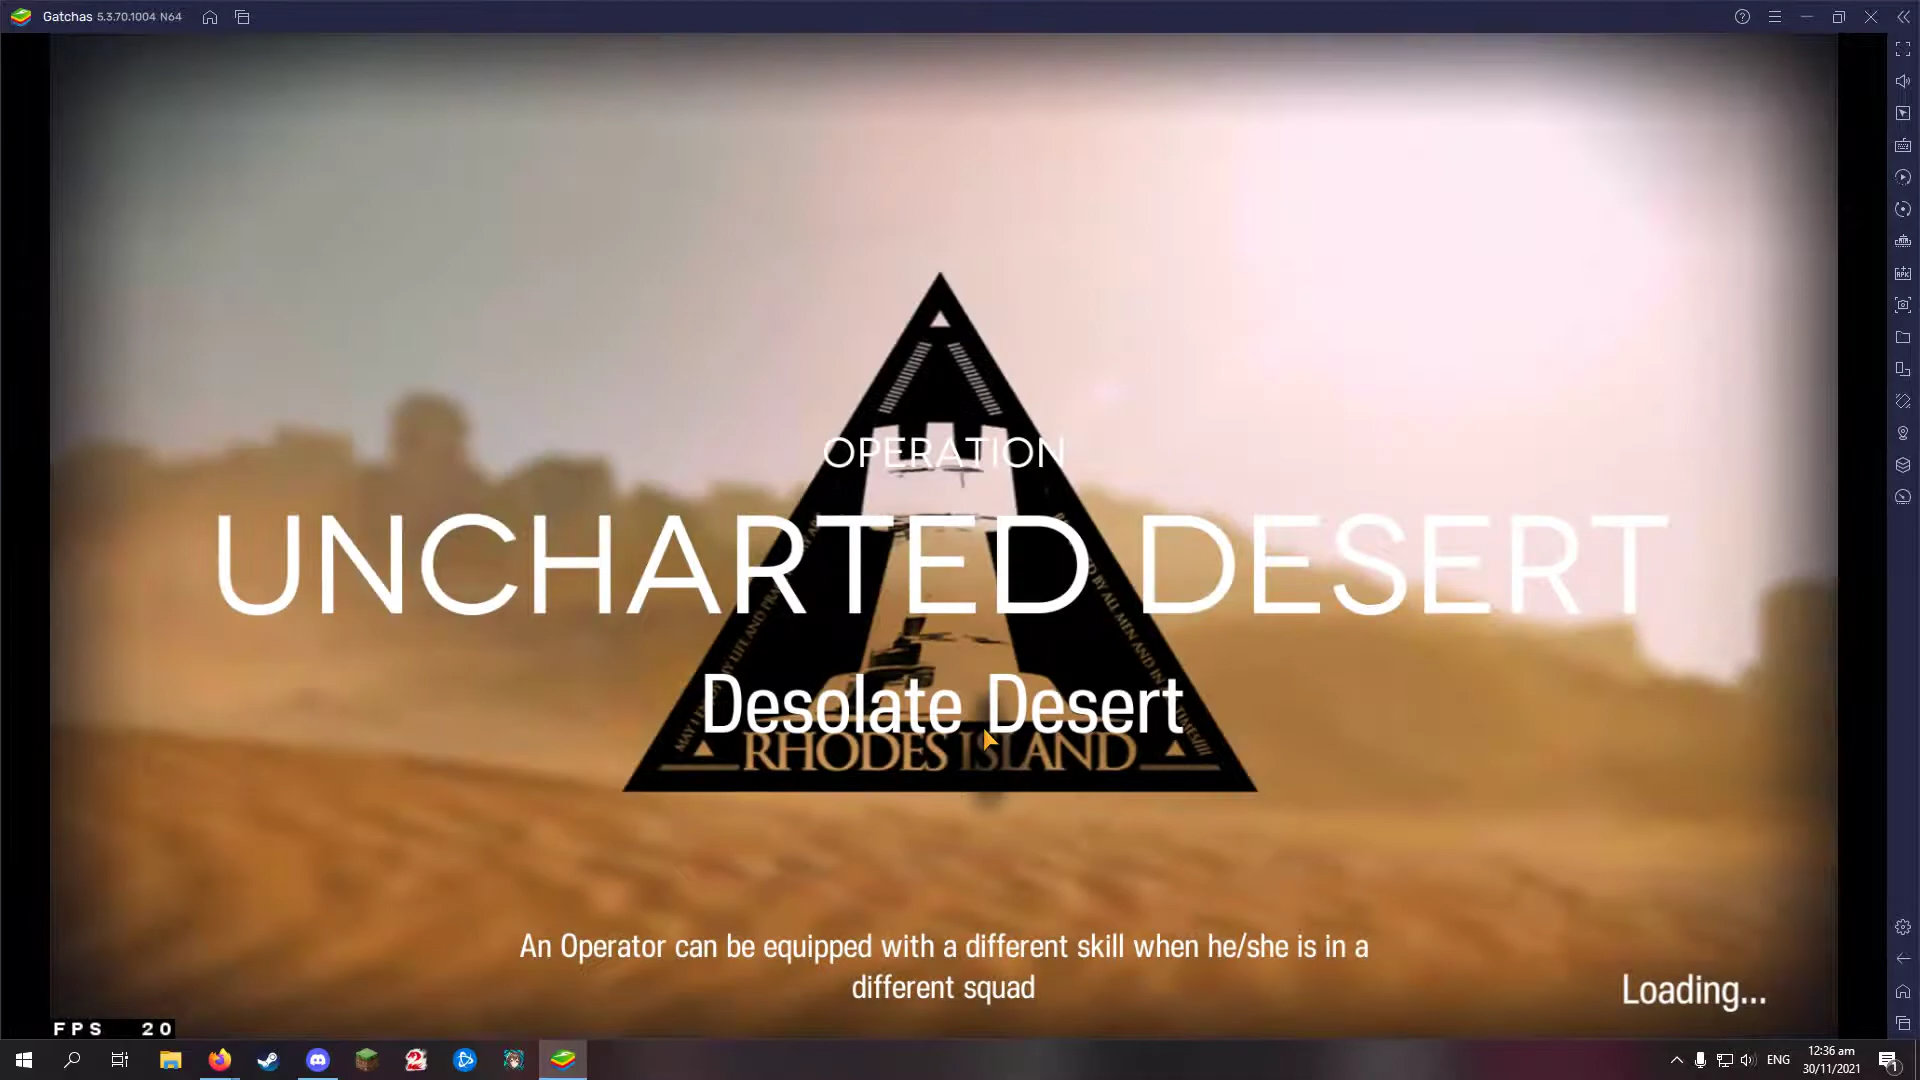 Gatchas 5.3.70.1004 N64
OPERATION
UNCHARTED DESERT
Desolate Desert
RHODES ISLAND
An Operator can be equipped with a different skill when he/she is in a
different squad
Loading...
FPS 20
ENG
12:36 am
30/11/2021